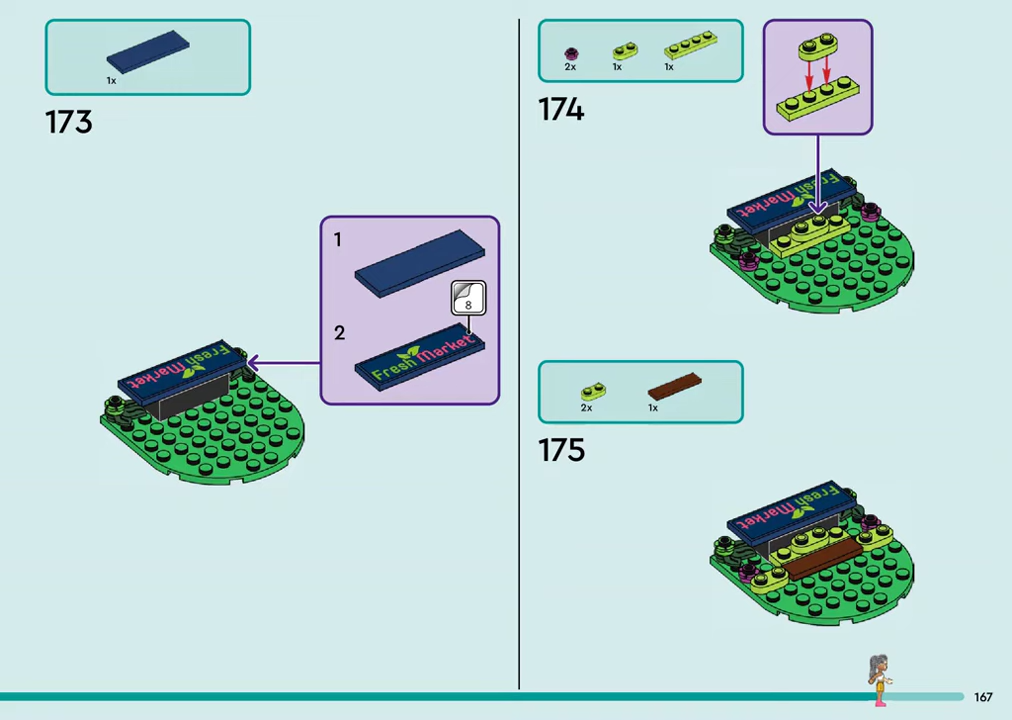 1x
173
1
8
2
Fresh Market
Fresh Market
2x
1x
1x
174
Fresh Market
2x
1x
175
Fresh Market
167